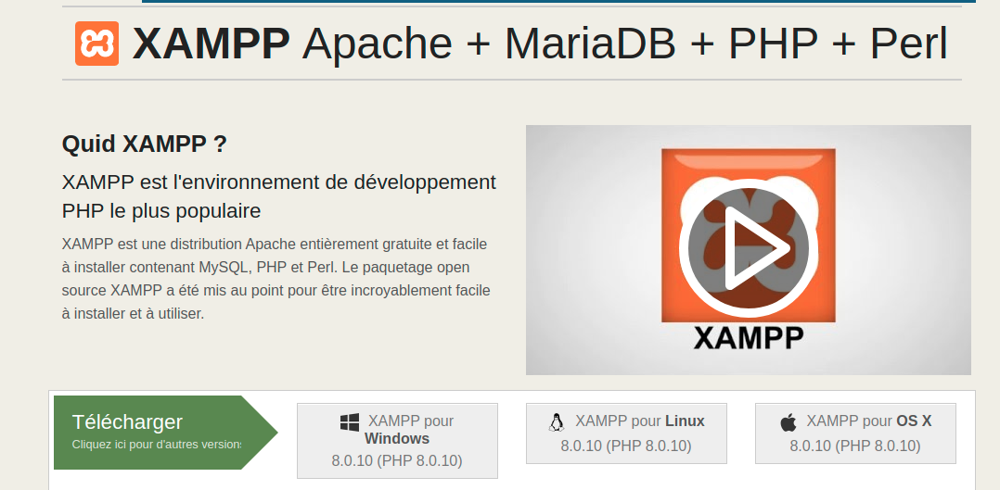 XAMPP Apache + MariaDB + PHP + Perl
Quid XAMPP ?
XAMPP est l'environnement de développement
PHP le plus populaire
XAMPP est une distribution Apache entièrement gratuite et facile
à installer contenant MySQL, PHP et Perl. Le paquetage open
source XAMPP a été mis au point pour être incroyablement facile
à installer et à utiliser.
XAMPP
Télécharger
Cliquez ici pour d'autres versions
XAMPP pour
Windows
8.0.10 (PHP 8.0.10)
XAMPP pour Linux
8.0.10 (PHP 8.0.10)
XAMPP pour OS X
8.0.10 (PHP 8.0.10)